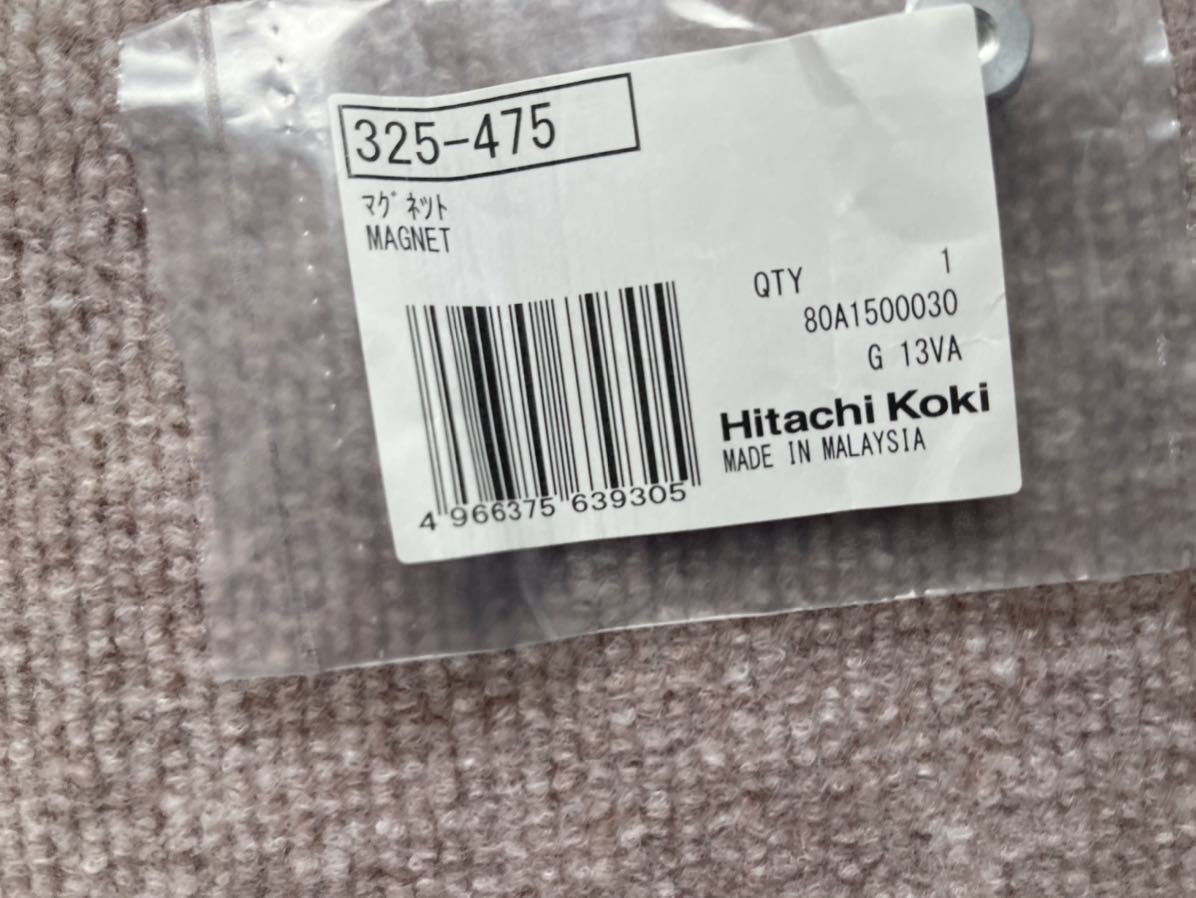 325-475
ﾏｸﾞﾈｯﾄ
MAGNET
QTY 1
80A1500030
G 13VA
Hitachi Koki
MADE IN MALAYSIA
4 966375 639305